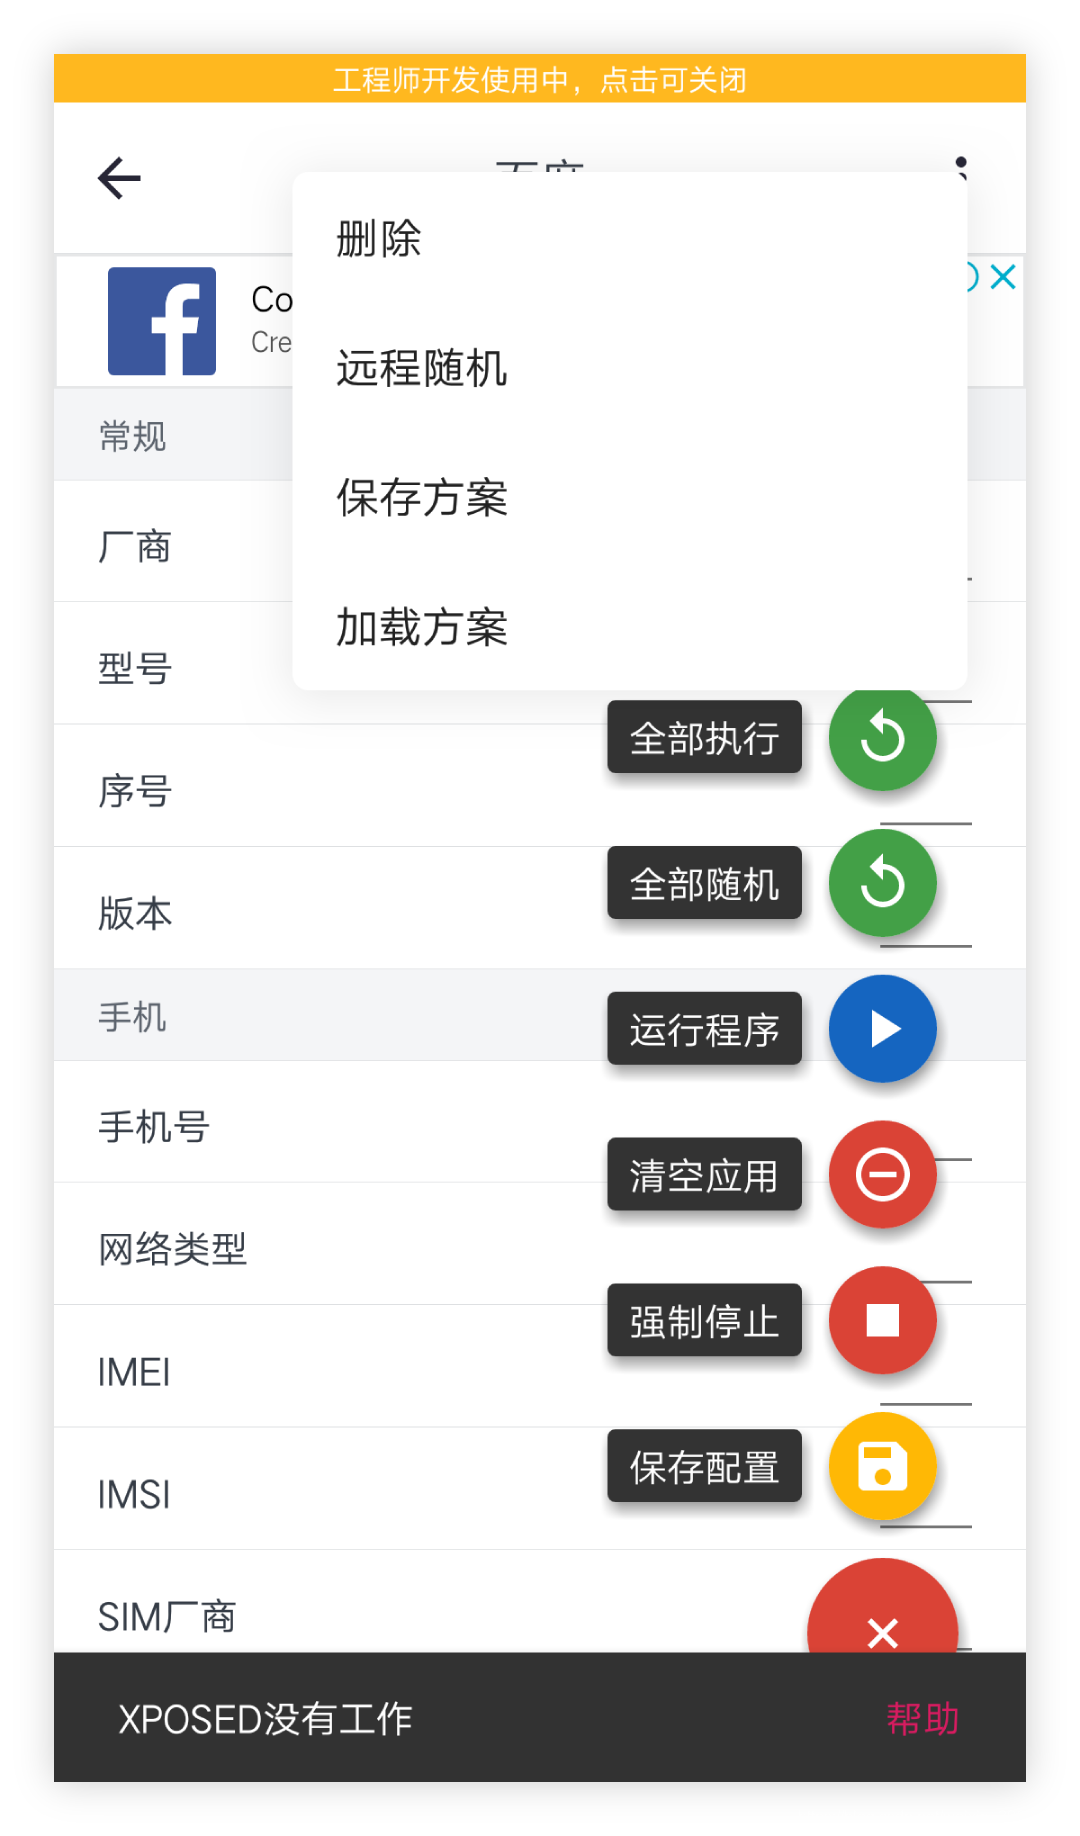 工程师开发使用中，点击可关闭
删除
Co
Cre
远程随机
常规
保存方案
厂商
加载方案
型号
全部执行
序号
全部随机
版本
手机
运行程序
手机号
清空应用
网络类型
强制停止
IMEI
保存配置
IMSI
SIM厂商
XPOSED没有工作
帮助